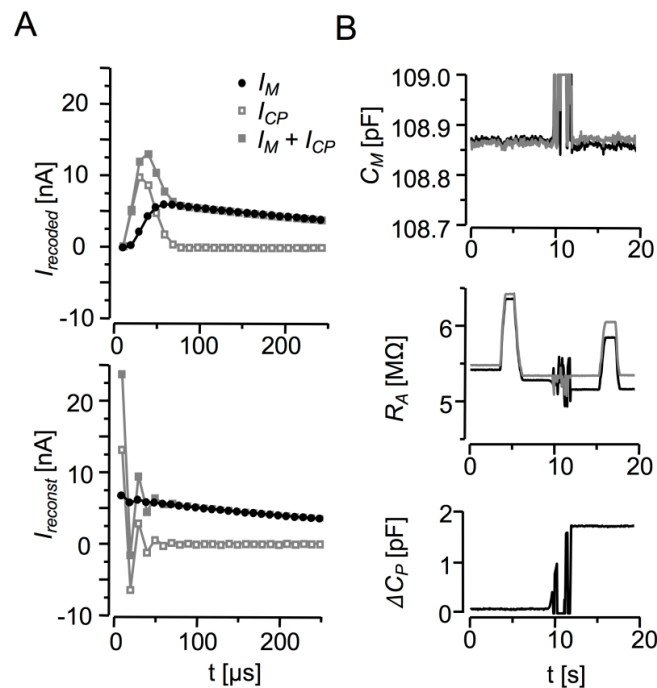 A
B
20
10
0
-10
I_recoded [nA]
I_M
I_CP
I_M + I_CP
0
100
200
20
10
0
-10
I_reconst [nA]
0
100
200
t [µs]
109.0
108.9
108.8
108.7
C_M [pF]
0
10
20
6
5
R_A [MΩ]
0
10
20
2
1
0
ΔC_P [pF]
0
10
20
t [s]